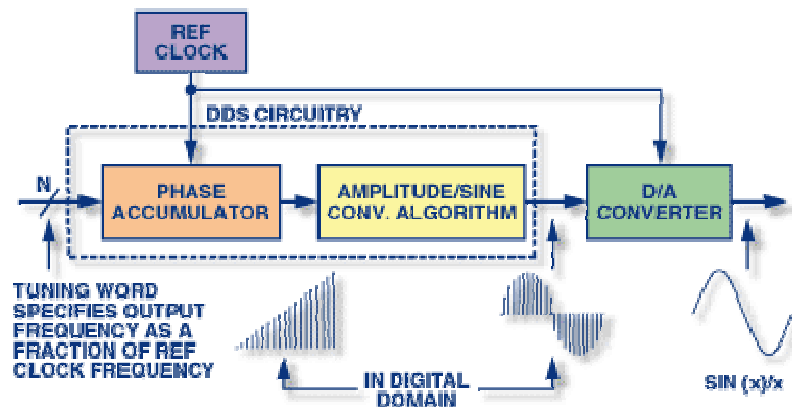 REF
CLOCK
DDS CIRCUITRY
N
PHASE
ACCUMULATOR
AMPLITUDE/SINE
CONV. ALGORITHM
D/A
CONVERTER
TUNING WORD
SPECIFIES OUTPUT
FREQUENCY AS A
FRACTION OF REF
CLOCK FREQUENCY
IN DIGITAL
DOMAIN
SIN (x)/x